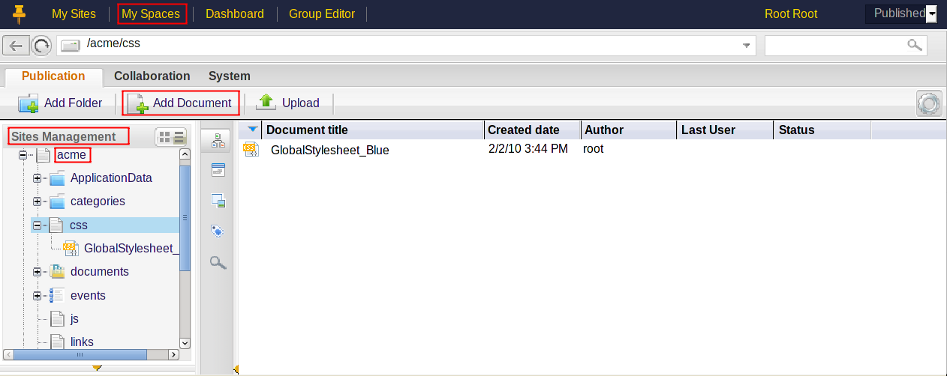 My Sites My Spaces Dashboard Group Editor Root Root Published
/acme/css
Publication Collaboration System
Add Folder Add Document Upload
Sites Management
acme
ApplicationData
categories
css
GlobalStylesheet_
documents
events
js
links
Document title Created date Author Last User Status
GlobalStylesheet_Blue 2/2/10 3:44 PM root